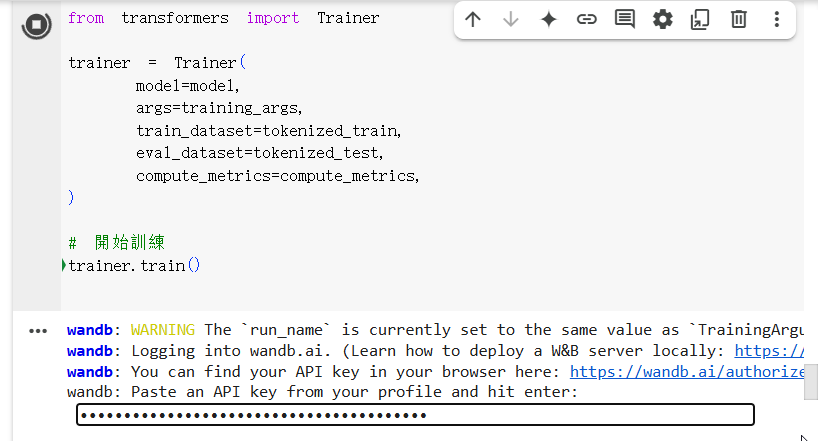 from transformers import Trainer
trainer = Trainer(
model=model,
args=training_args,
train_dataset=tokenized_train,
eval_dataset=tokenized_test,
compute_metrics=compute_metrics,
)
# 開始訓練
trainer.train()
wandb: WARNING The `run_name` is currently set to the same value as `TrainingArgu
wandb: Logging into wandb.ai. (Learn how to deploy a W&B server locally: https:/
wandb: You can find your API key in your browser here: https://wandb.ai/authorize
wandb: Paste an API key from your profile and hit enter: